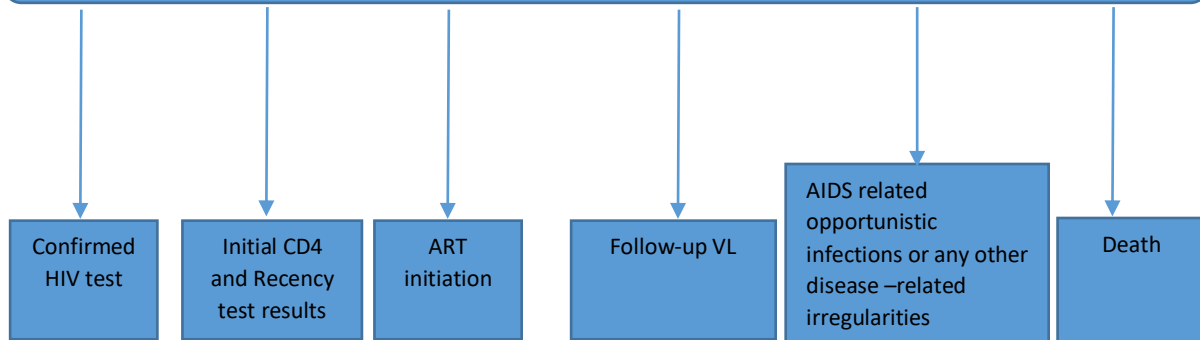 Confirmed
HIV test
Initial CD4
and Recency
test results
ART
initiation
Follow-up VL
AIDS related
opportunistic
infections or any other
disease –related
irregularities
Death